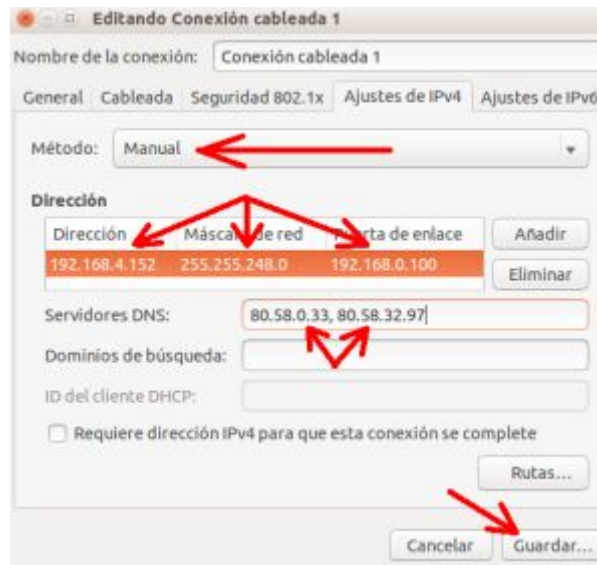 Editando Conexión cableada 1
Nombre de la conexión: Conexión cableada 1
General Cableada Seguridad 802.1x Ajustes de IPv4 Ajustes de IPv6
Método: Manual
Dirección
Dirección Máscara de red Puerta de enlace Añadir
192.168.4.152 255.255.248.0 192.168.0.100
Eliminar
Servidores DNS: 80.58.0.33, 80.58.32.97
Dominios de búsqueda:
ID del cliente DHCP:
Requiere dirección IPv4 para que esta conexión se complete
Rutas...
Cancelar Guardar...